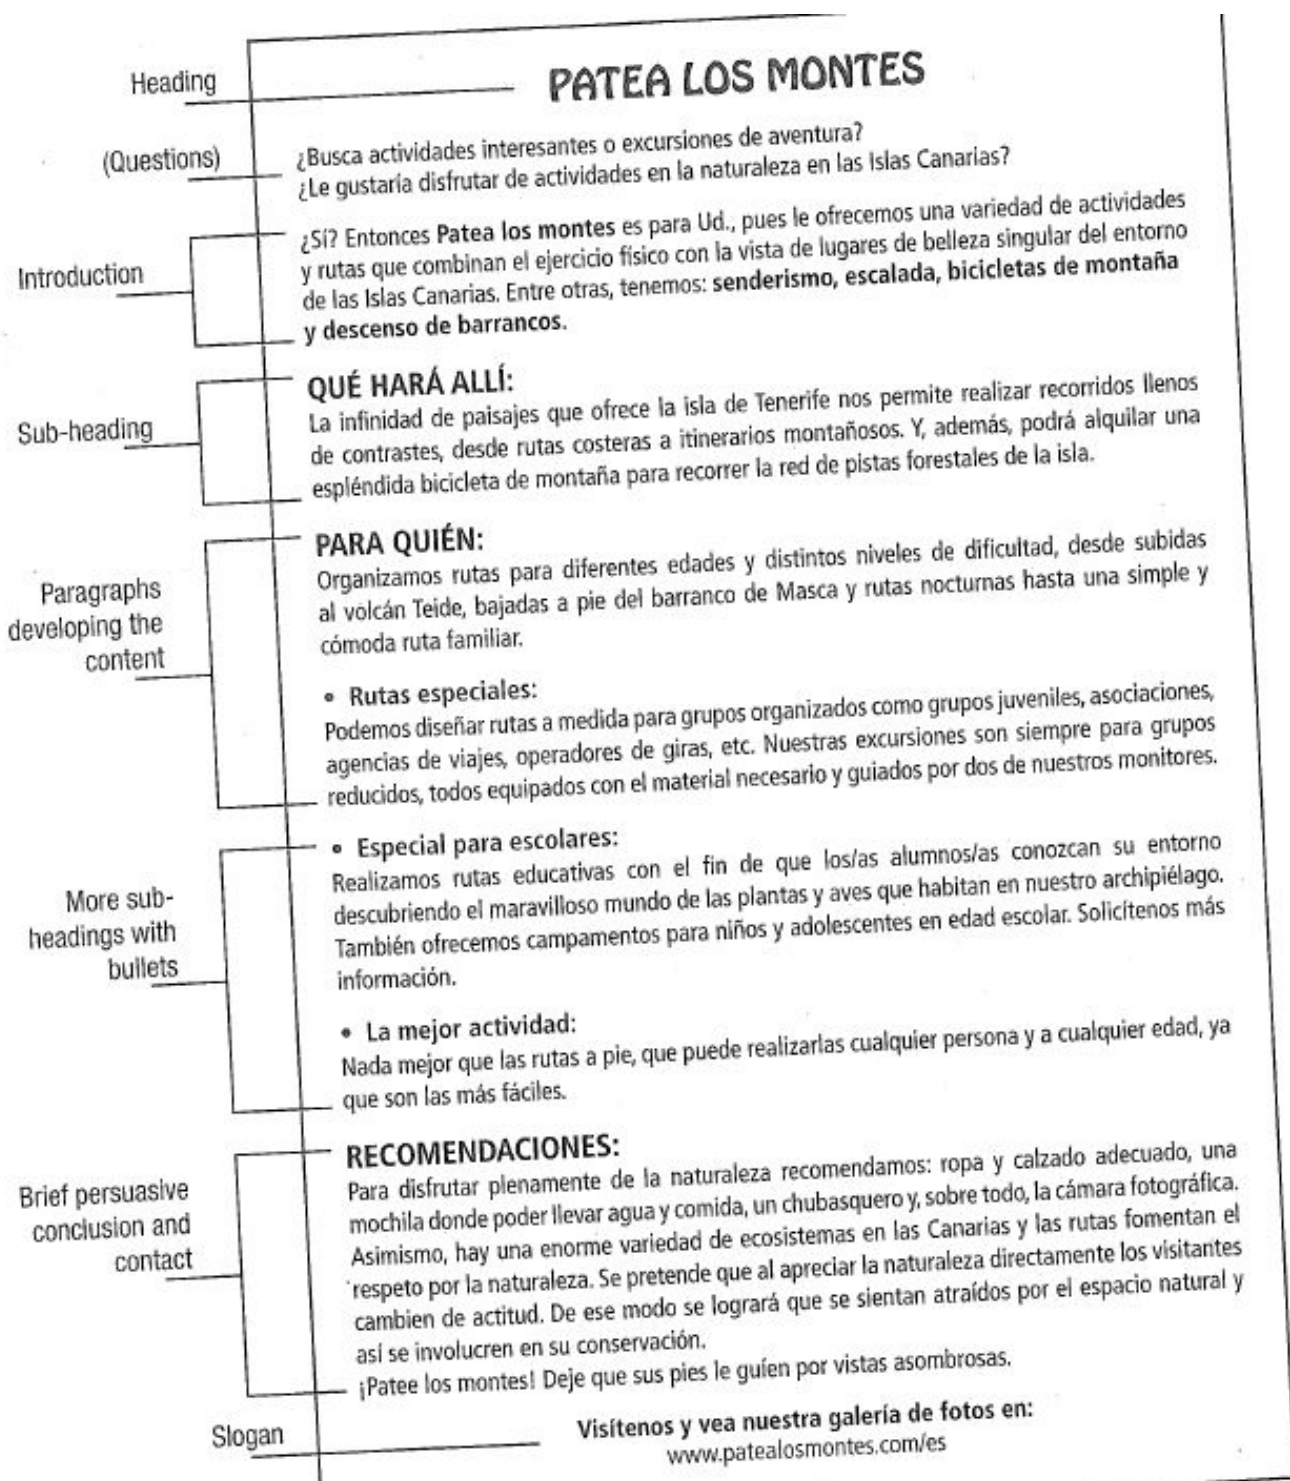 Heading
PATEA LOS MONTES
(Questions)
¿Busca actividades interesantes o excursiones de aventura?
¿Le gustaría disfrutar de actividades en la naturaleza en las Islas Canarias?
Introduction
¿Sí? Entonces Patea los montes es para Ud., pues le ofrecemos una variedad de actividades
y rutas que combinan el ejercicio físico con la vista de lugares de belleza singular del entorno
de las Islas Canarias. Entre otras, tenemos: senderismo, escalada, bicicletas de montaña
y descenso de barrancos.
Sub-heading
QUÉ HARÁ ALLÍ:
La infinidad de paisajes que ofrece la isla de Tenerife nos permite realizar recorridos llenos
de contrastes, desde rutas costeras a itinerarios montañosos. Y, además, podrá alquilar una
espléndida bicicleta de montaña para recorrer la red de pistas forestales de la isla.
Paragraphs
developing the
content
PARA QUIÉN:
Organizamos rutas para diferentes edades y distintos niveles de dificultad, desde subidas
al volcán Teide, bajadas a pie del barranco de Masca y rutas nocturnas hasta una simple y
cómoda ruta familiar.
• Rutas especiales:
Podemos diseñar rutas a medida para grupos organizados como grupos juveniles, asociaciones,
agencias de viajes, operadores de giras, etc. Nuestras excursiones son siempre para grupos
reducidos, todos equipados con el material necesario y guiados por dos de nuestros monitores.
More sub-
headings with
bullets
• Especial para escolares:
Realizamos rutas educativas con el fin de que los/as alumnos/as conozcan su entorno
descubriendo el maravilloso mundo de las plantas y aves que habitan en nuestro archipiélago.
También ofrecemos campamentos para niños y adolescentes en edad escolar. Solicítenos más
información.
• La mejor actividad:
Nada mejor que las rutas a pie, que puede realizarlas cualquier persona y a cualquier edad, ya
que son las más fáciles.
Brief persuasive
conclusion and
contact
RECOMENDACIONES:
Para disfrutar plenamente de la naturaleza recomendamos: ropa y calzado adecuado, una
mochila donde poder llevar agua y comida, un chubasquero y, sobre todo, la cámara fotográfica.
Asimismo, hay una enorme variedad de ecosistemas en las Canarias y las rutas fomentan el
respeto por la naturaleza. Se pretende que al apreciar la naturaleza directamente los visitantes
cambien de actitud. De ese modo se logrará que se sientan atraídos por el espacio natural y
así se involucren en su conservación.
¡Patee los montes! Deje que sus pies le guíen por vistas asombrosas.
Slogan
Visítenos y vea nuestra galería de fotos en:
www.patealosmontes.com/es